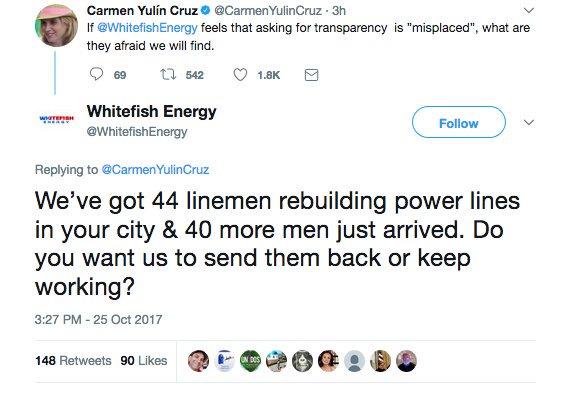 Carmen Yulín Cruz @CarmenYulinCruz · 3h
If @WhitefishEnergy feels that asking for transparency is "misplaced", what are
they afraid we will find.
69 542 1.8K
WHITEFISH
ENERGY
Whitefish Energy
@WhitefishEnergy
Follow
Replying to @CarmenYulinCruz
We've got 44 linemen rebuilding power lines
in your city & 40 more men just arrived. Do
you want us to send them back or keep
working?
3:27 PM - 25 Oct 2017
148 Retweets 90 Likes